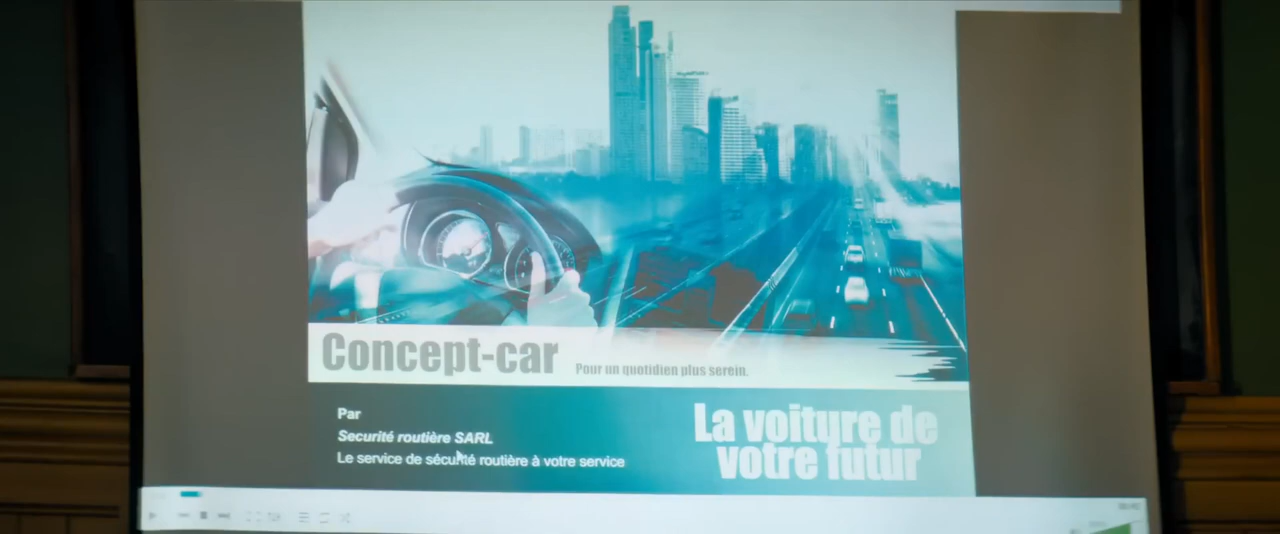 Concept-car
Pour un quotidien plus serein.
Par
Securité routière SARL
Le service de sécurité routière à votre service
La voiture de
votre futur